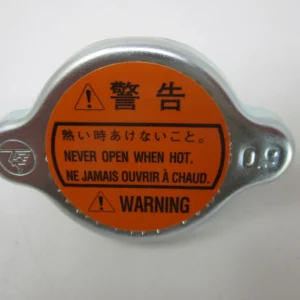 警告
熱い時あけないこと。
NEVER OPEN WHEN HOT.
NE JAMAIS OUVRIR À CHAUD.
WARNING
0.9